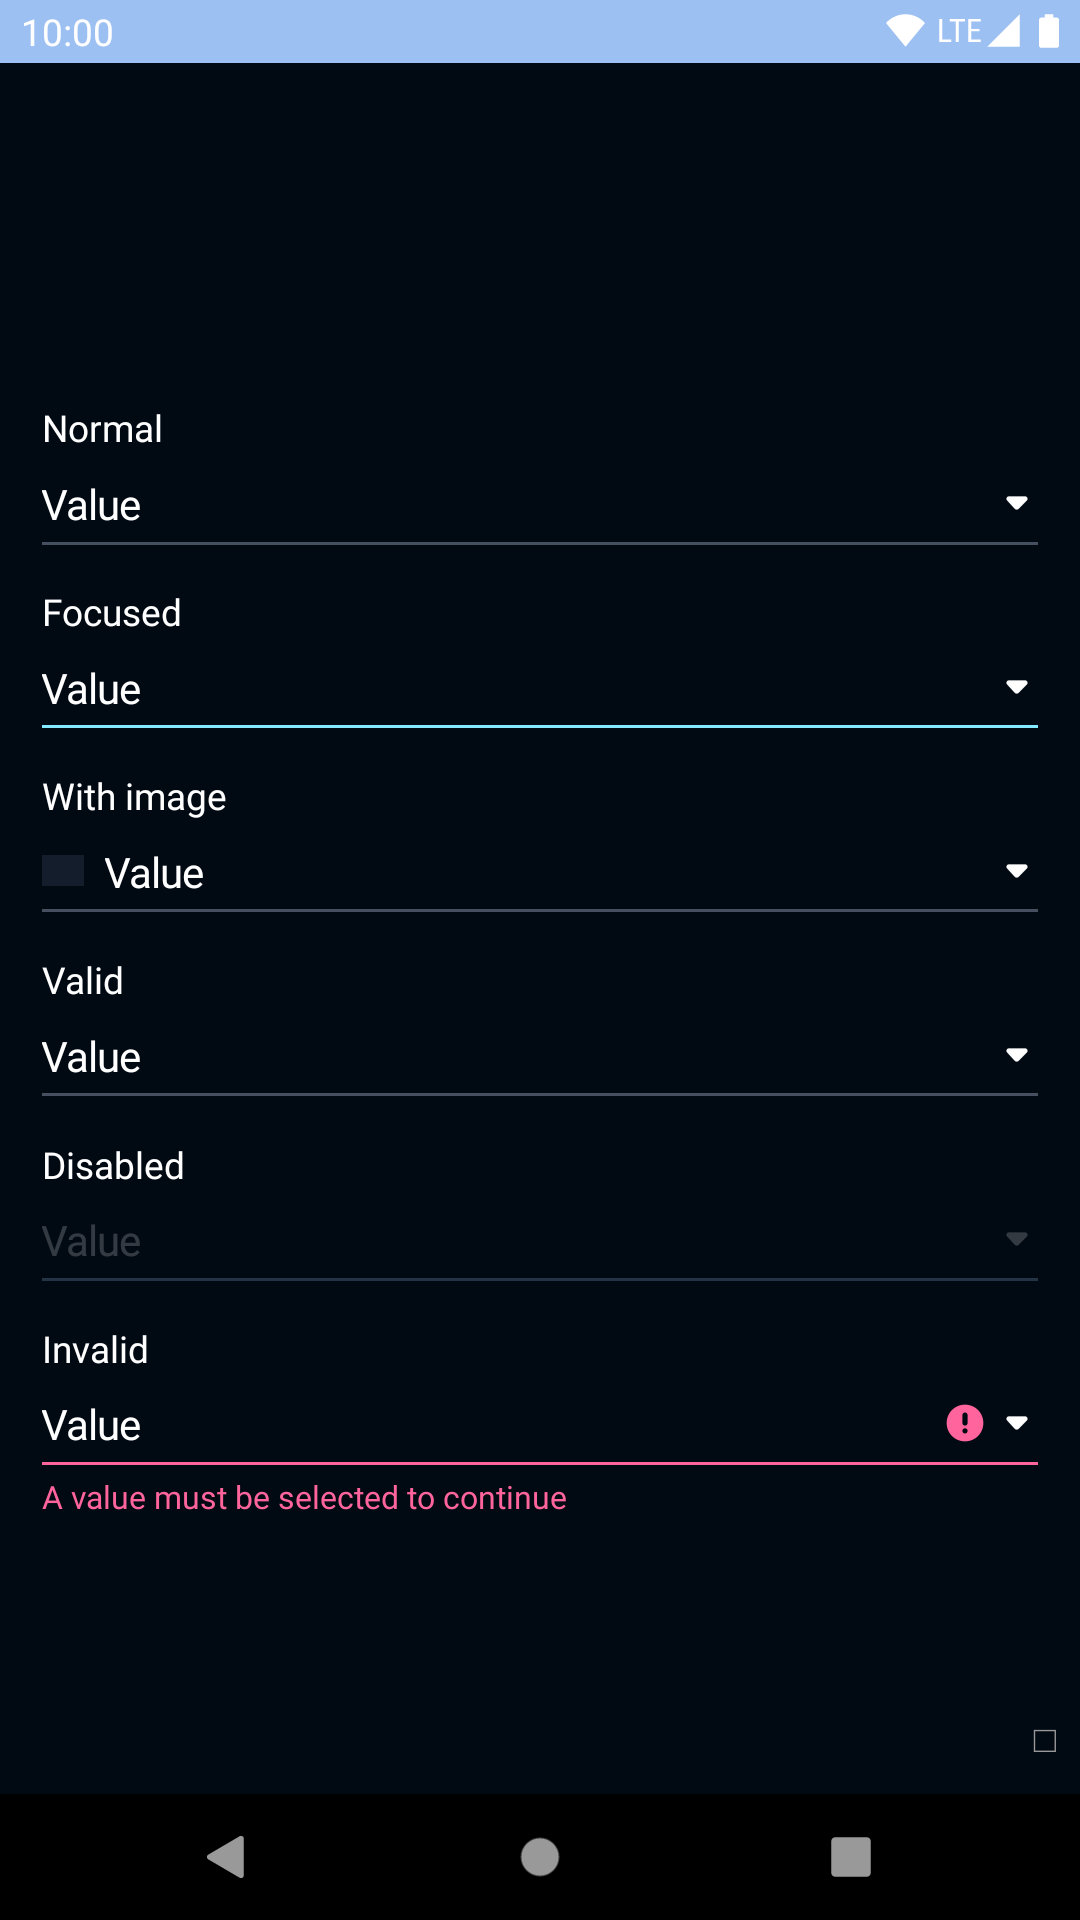 10:00
LTE
Normal
Value
Focused
Value
With image
Value
Valid
Value
Disabled
Value
Invalid
Value
A value must be selected to continue